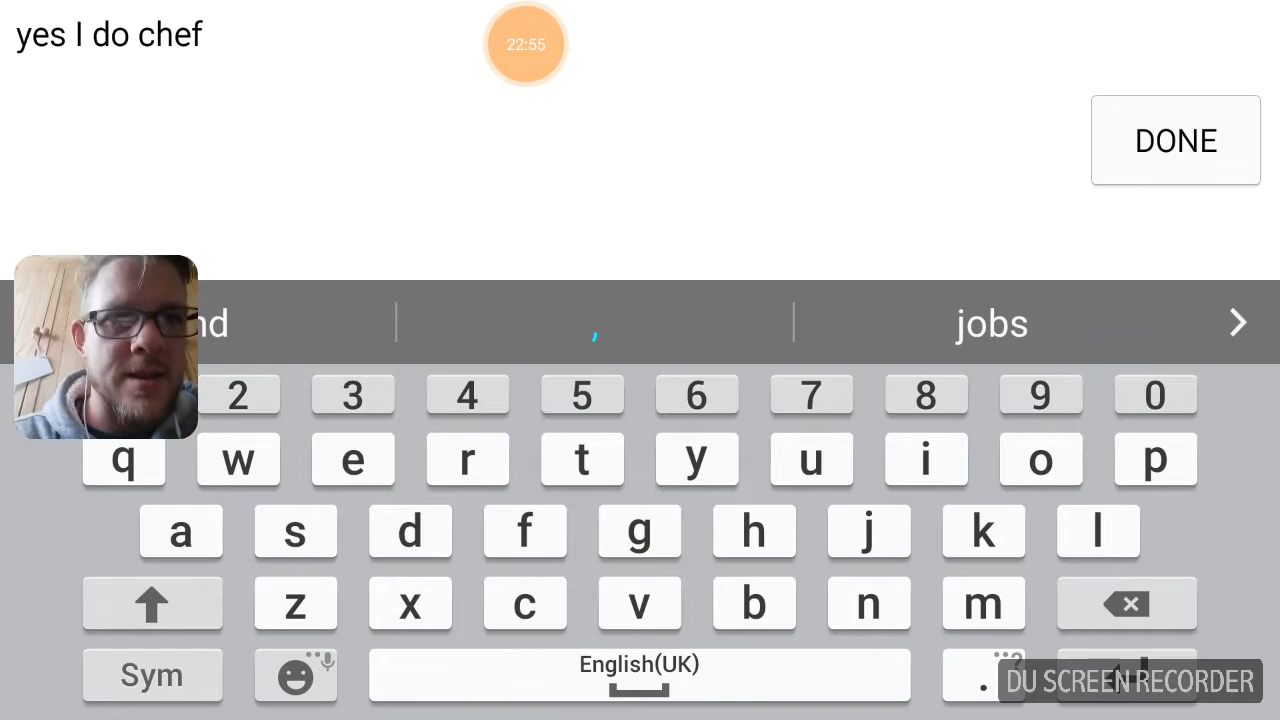 yes I do chef
22:55
DONE
nd , jobs
2 3 4 5 6 7 8 9 0
q w e r t y u i o p
a s d f g h j k l
z x c v b n m
Sym English(UK) . ?
DU SCREEN RECORDER